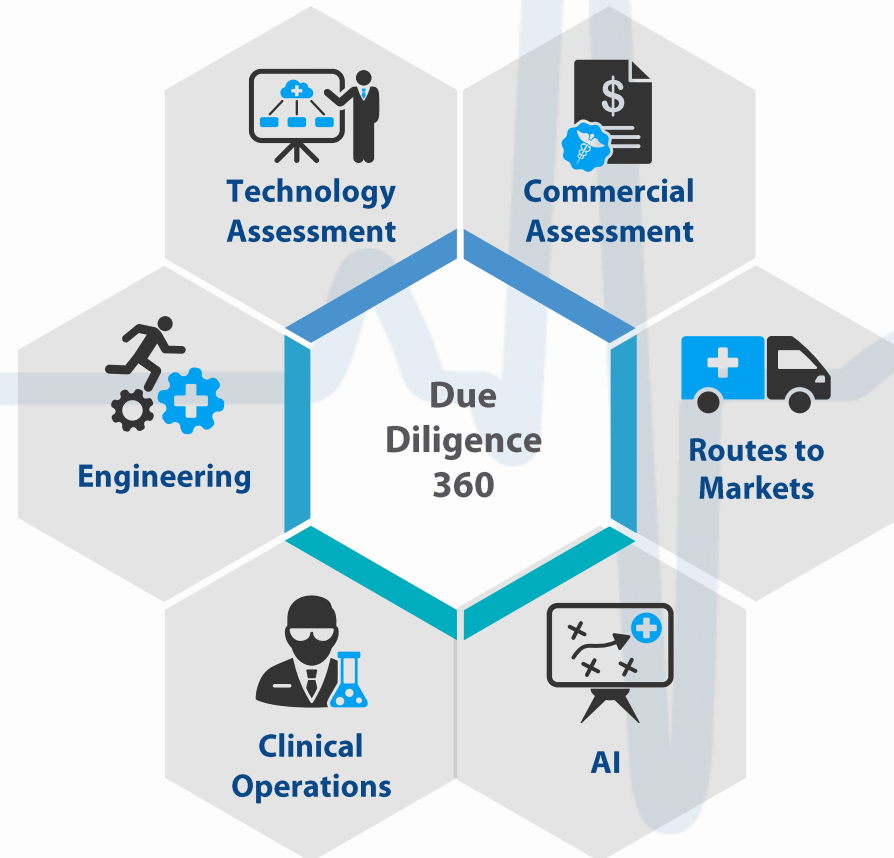 Technology
Assessment
Commercial
Assessment
$
Engineering
Due
Diligence
360
Routes to
Markets
Clinical
Operations
AI